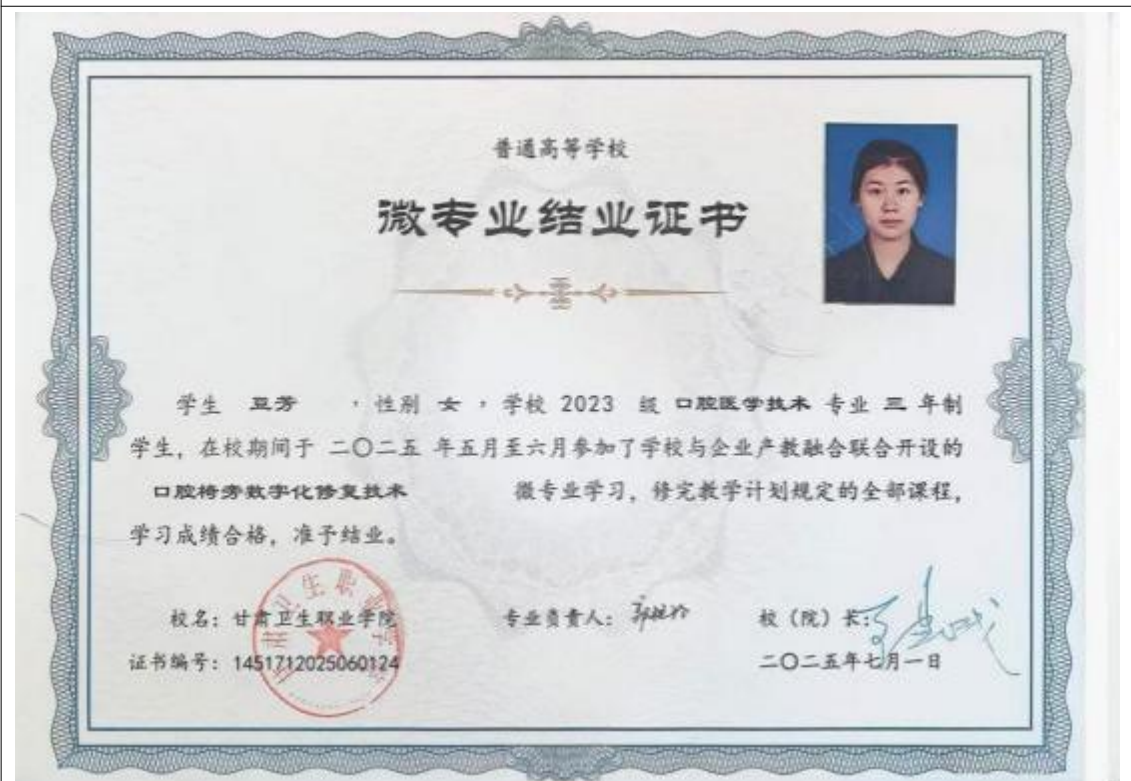 普通高等学校
微专业结业证书
学生 豆芳 ，性别 女 ，学校 2023 级 口腔医学技术 专业 三 年制
学生，在校期间于 二〇二五 年五月至六月参加了学校与企业产教融合联合开设的
口腔椅旁数字化修复技术 微专业学习，修完教学计划规定的全部课程，
学习成绩合格，准予结业。
校名：甘肃卫生职业学院 专业负责人： 校（院）长：
证书编号：1451712025060124 二〇二五年七月一日